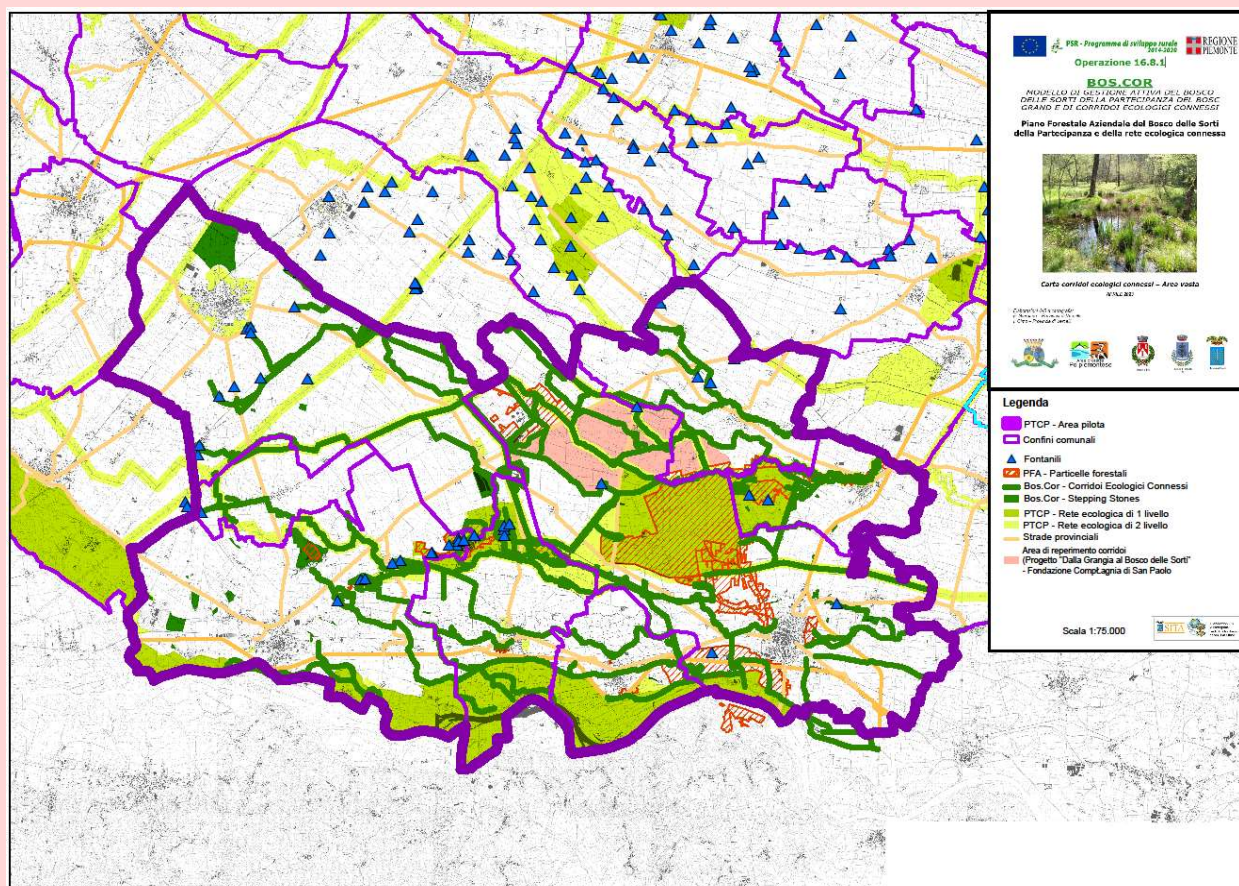 PSR - Programma di sviluppo rurale
2014-2020
REGIONE
PIEMONTE
Operazione 16.8.1
BOS.COR
MODELLO DI GESTIONE ATTIVA DEL BOSCO
DELLE SORTI DELLA PARTECIPANZA DEL BOSC
GRAND E DI CORRIDOI ECOLOGICI CONNESSI
Piano Forestale Aziendale del Bosco delle Sorti
della Partecipanza e della rete ecologica connessa
Carta corridoi ecologici connessi – Area vasta
Legenda
PTCP - Area pilota
Confini comunali
Fontanili
PFA - Particelle forestali
Bos.Cor - Corridoi Ecologici Connessi
Bos.Cor - Stepping Stones
PTCP - Rete ecologica di 1 livello
PTCP - Rete ecologica di 2 livello
Strade provinciali
Area di reperimento corridoi
(Progetto "Dalla Grangia al Bosco delle Sorti"
- Fondazione CompLagnia di San Paolo
Scala 1:75.000